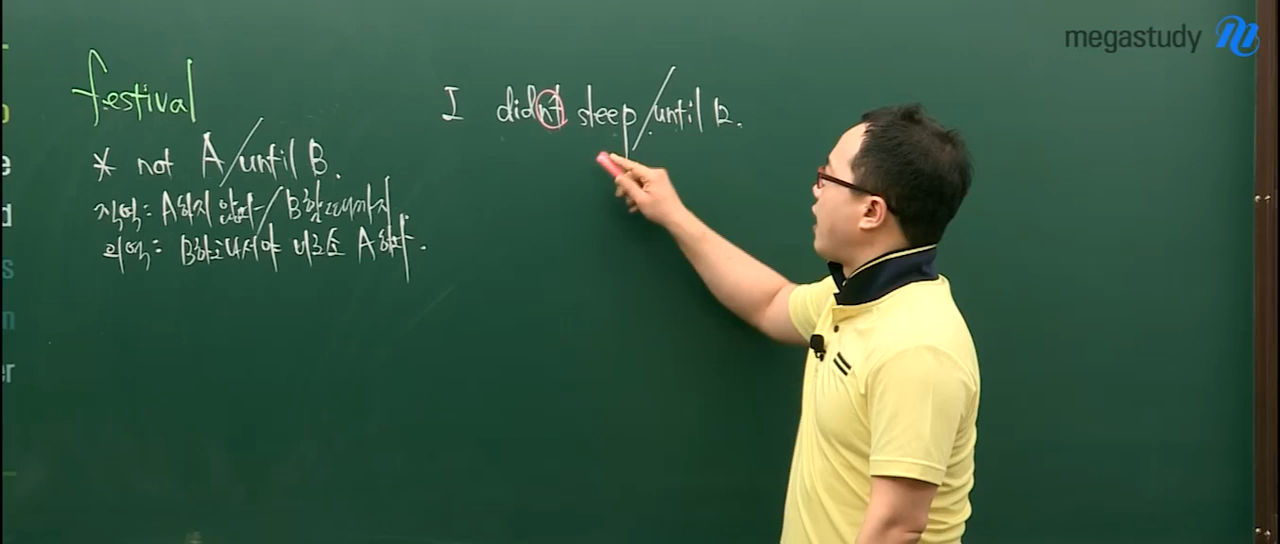 megastudy
festival
* not A / until B.
직역: A하지 않다 / B할 때까지.
의역: B하고 나서야 비로소 A하다.
I didn't sleep / until 12.
e
d
s
n
er